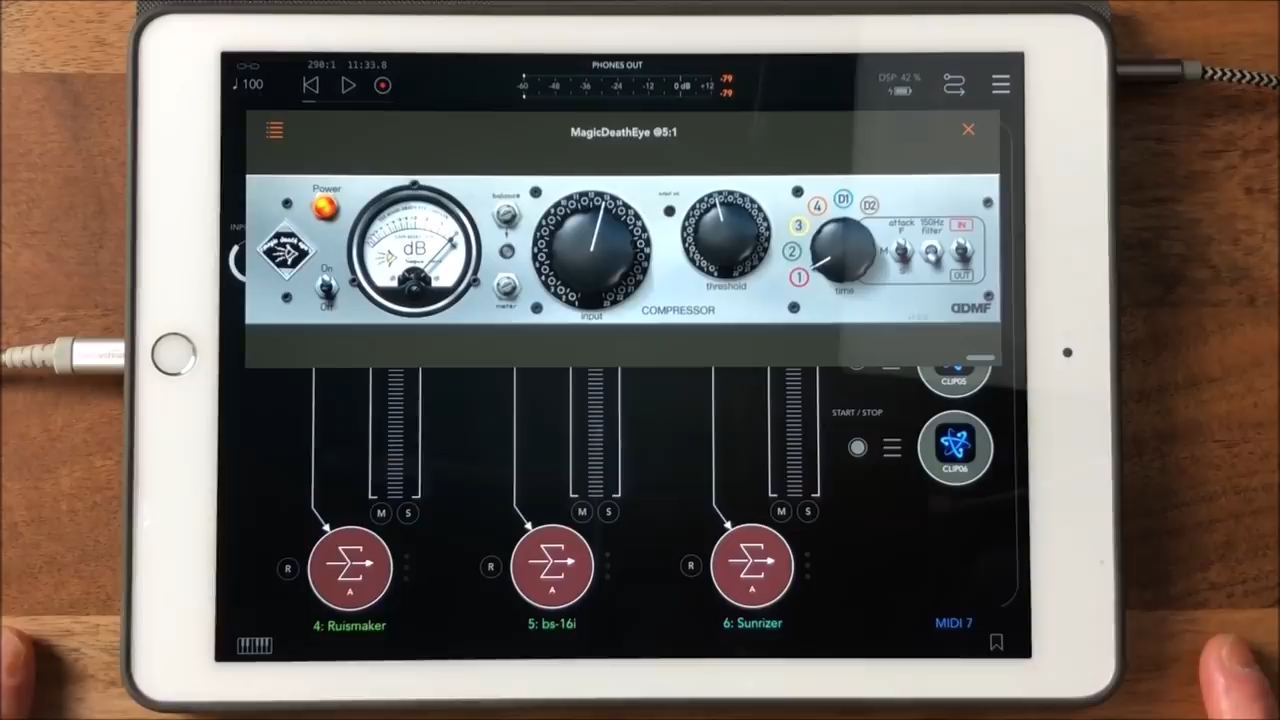 290:1 11:33.8
PHONES OUT
♩100
-60 -48 -36 -24 -12 0 dB +12
-79
-79
DSP: 42 %
MagicDeathEye @5:1
Power
On
Off
dB
balance
meter
input
COMPRESSOR
threshold
1
2
3
4
D1
D2
time
attack
F
M
150Hz
filter
IN
OUT
DDMF
CLIP05
START / STOP
CLIP06
M S
M S
M S
R
R
R
A
A
A
4: Ruismaker
5: bs-16i
6: Sunrizer
MIDI 7